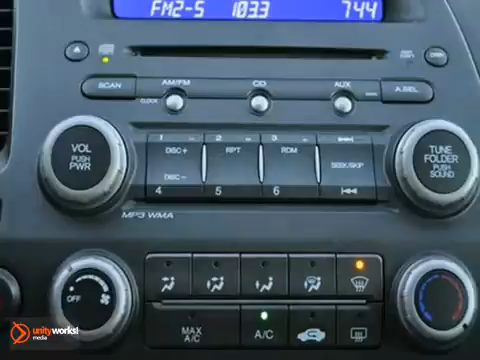 FM2-5 103.3 7:44
SCAN AM/FM CD AUX A.SEL
CLOCK
VOL PUSH PWR
1 2 3
DISC+ RPT RDM SEEK/SKIP
DISC-
4 5 6
TUNE FOLDER PUSH SOUND
MP3 WMA
OFF
MAX A/C A/C
unityworks! media